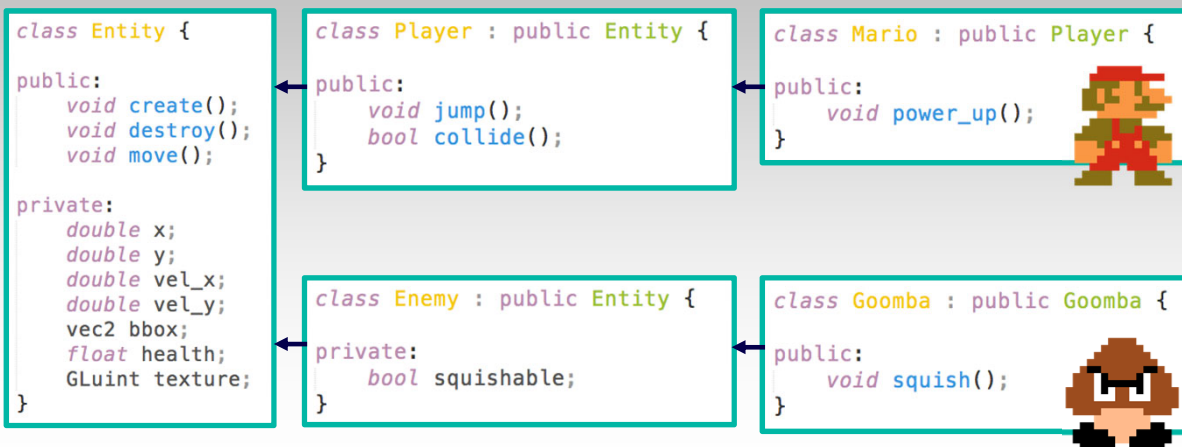 class Entity {
public:
void create();
void destroy();
void move();
private:
double x;
double y;
double vel_x;
double vel_y;
vec2 bbox;
float health;
GLuint texture;
}
class Player : public Entity {
public:
void jump();
bool collide();
}
class Mario : public Player {
public:
void power_up();
}
class Enemy : public Entity {
private:
bool squishable;
}
class Goomba : public Goomba {
public:
void squish();
}